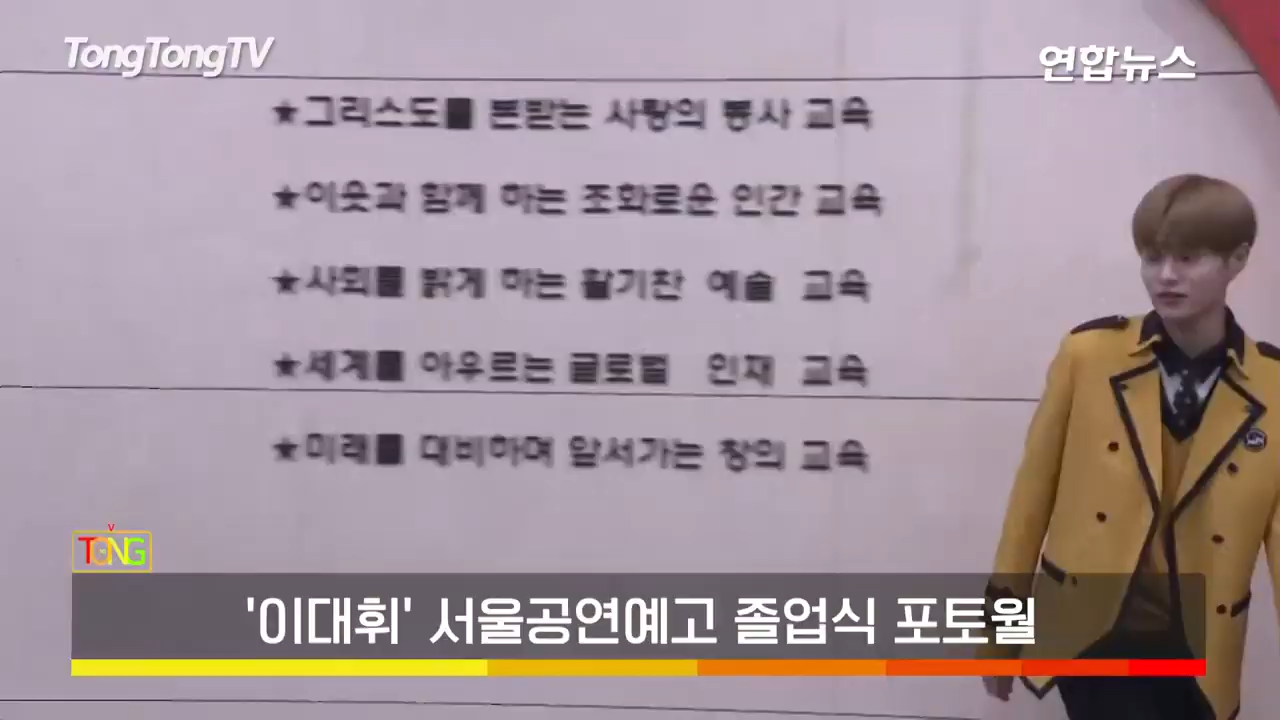 TongTongTV
연합뉴스
★그리스도를 본받는 사랑의 봉사 교육
★이웃과 함께 하는 조화로운 인간 교육
★사회를 밝게 하는 활기찬 예술 교육
★세계를 아우르는 글로벌 인재 교육
★미래를 대비하며 앞서가는 창의 교육
TONG
V
'이대휘' 서울공연예고 졸업식 포토월